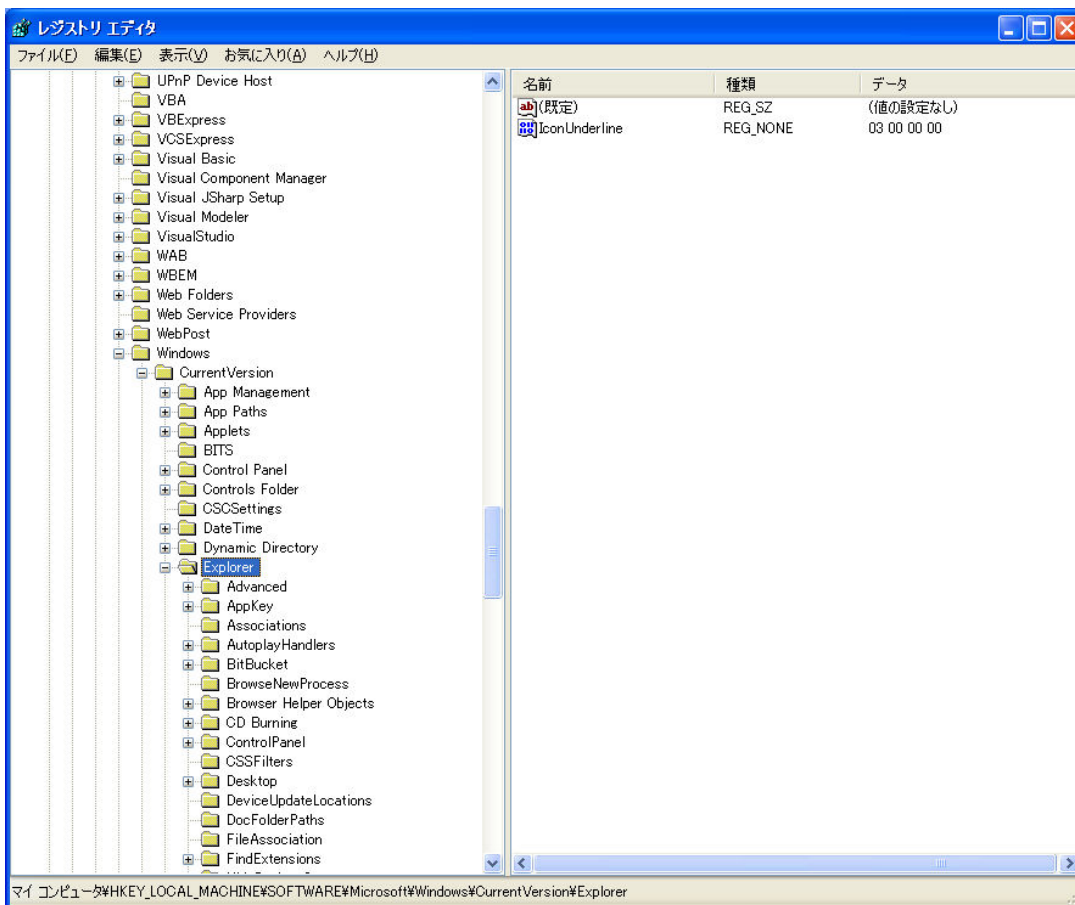 レジストリ エディタ
ファイル(F) 編集(E) 表示(V) お気に入り(A) ヘルプ(H)
UPnP Device Host
VBA
VBExpress
VCSExpress
Visual Basic
Visual Component Manager
Visual JSharp Setup
Visual Modeler
VisualStudio
WAB
WBEM
Web Folders
Web Service Providers
WebPost
Windows
CurrentVersion
App Management
App Paths
Applets
BITS
Control Panel
Controls Folder
CSCSettings
DateTime
Dynamic Directory
Explorer
Advanced
AppKey
Associations
AutoplayHandlers
BitBucket
BrowseNewProcess
Browser Helper Objects
CD Burning
ControlPanel
CSSFilters
Desktop
DeviceUpdateLocations
DocFolderPaths
FileAssociation
FindExtensions
名前 種類 データ
(既定) REG_SZ (値の設定なし)
IconUnderline REG_NONE 03 00 00 00
マイ コンピュータ¥HKEY_LOCAL_MACHINE¥SOFTWARE¥Microsoft¥Windows¥CurrentVersion¥Explorer